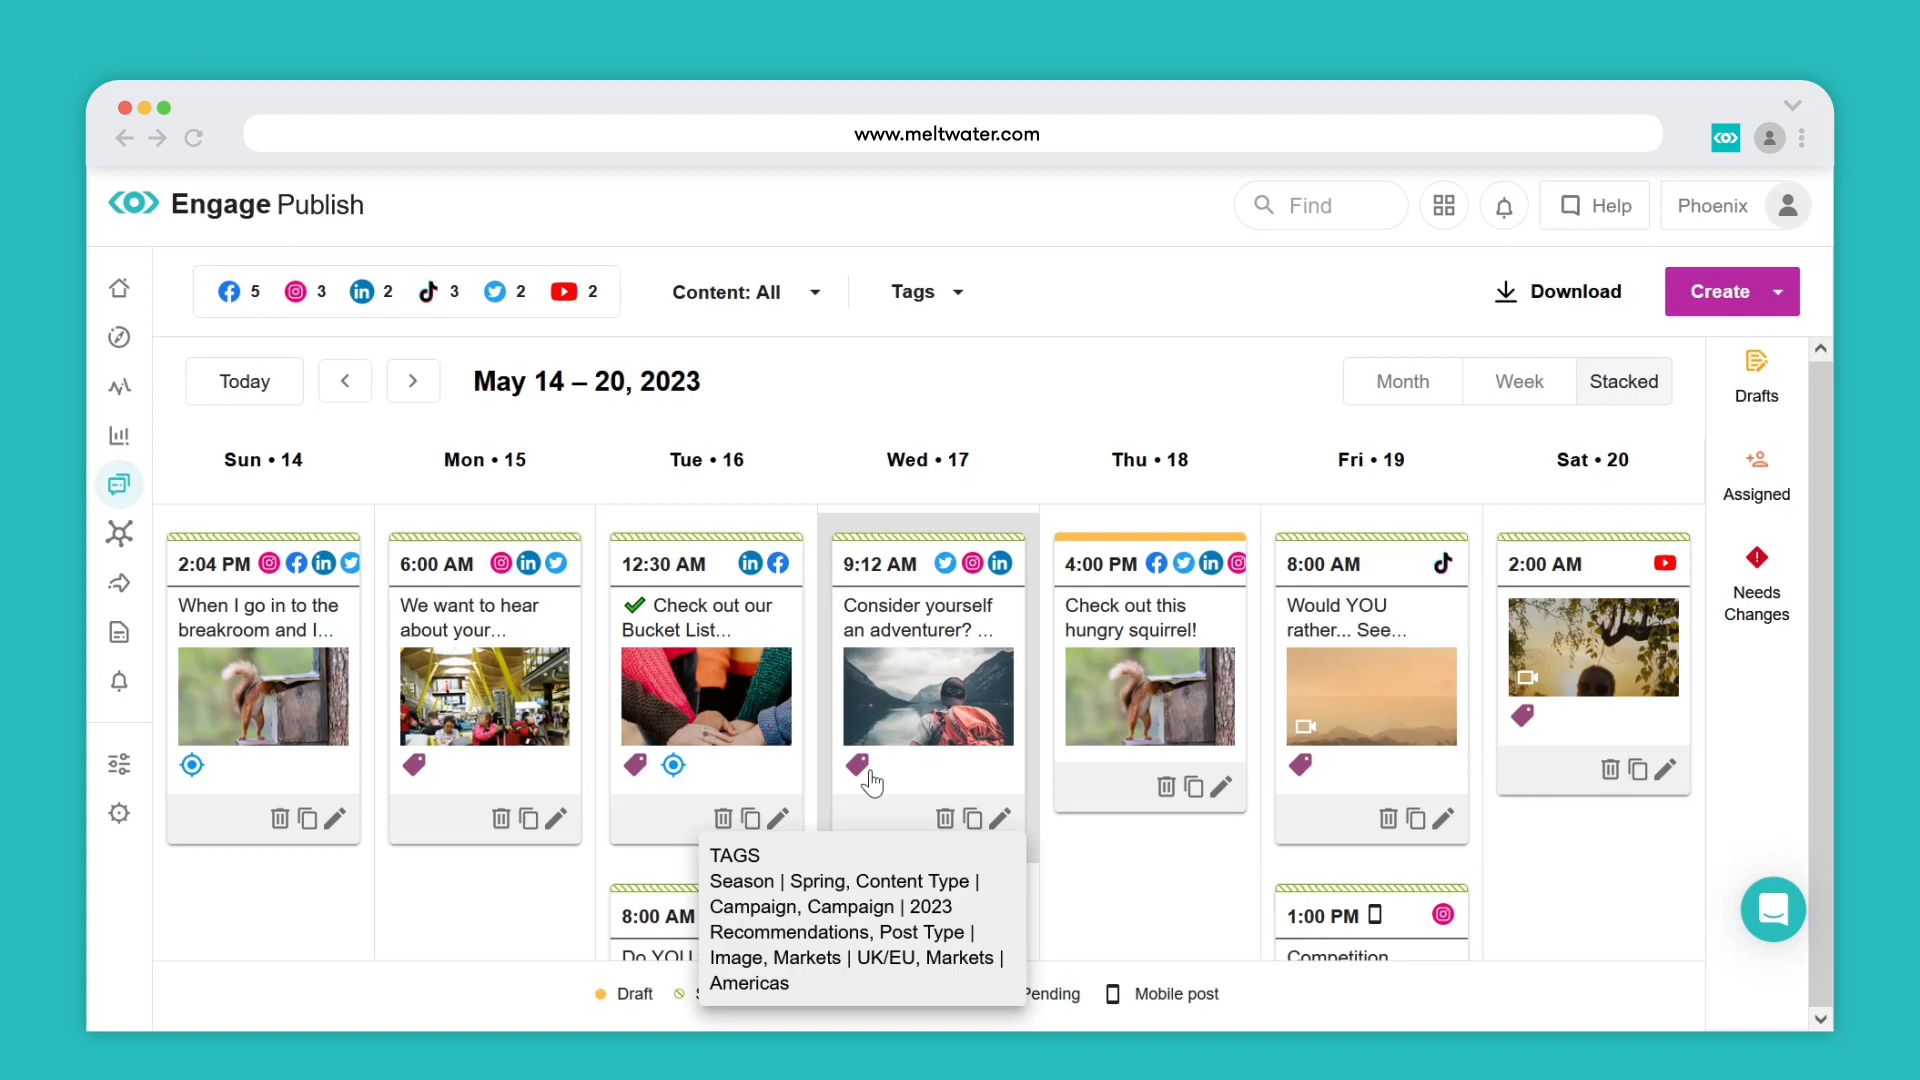 www.meltwater.com
Engage Publish
Find
Help
Phoenix
5 3 2 3 2 2
Content: All
Tags
Download
Create
Today
May 14 – 20, 2023
Month Week Stacked
Drafts
Assigned
Needs
Changes
Sun • 14
Mon • 15
Tue • 16
Wed • 17
Thu • 18
Fri • 19
Sat • 20
2:04 PM
When I go in to the
breakroom and I...
6:00 AM
We want to hear
about your...
12:30 AM
Check out our
Bucket List...
9:12 AM
Consider yourself
an adventurer? ...
4:00 PM
Check out this
hungry squirrel!
8:00 AM
Would YOU
rather... See...
2:00 AM
8:00 AM
Do YOU
TAGS
Season | Spring, Content Type |
Campaign, Campaign | 2023
Recommendations, Post Type |
Image, Markets | UK/EU, Markets |
Americas
1:00 PM
Competition
Draft
Pending
Mobile post